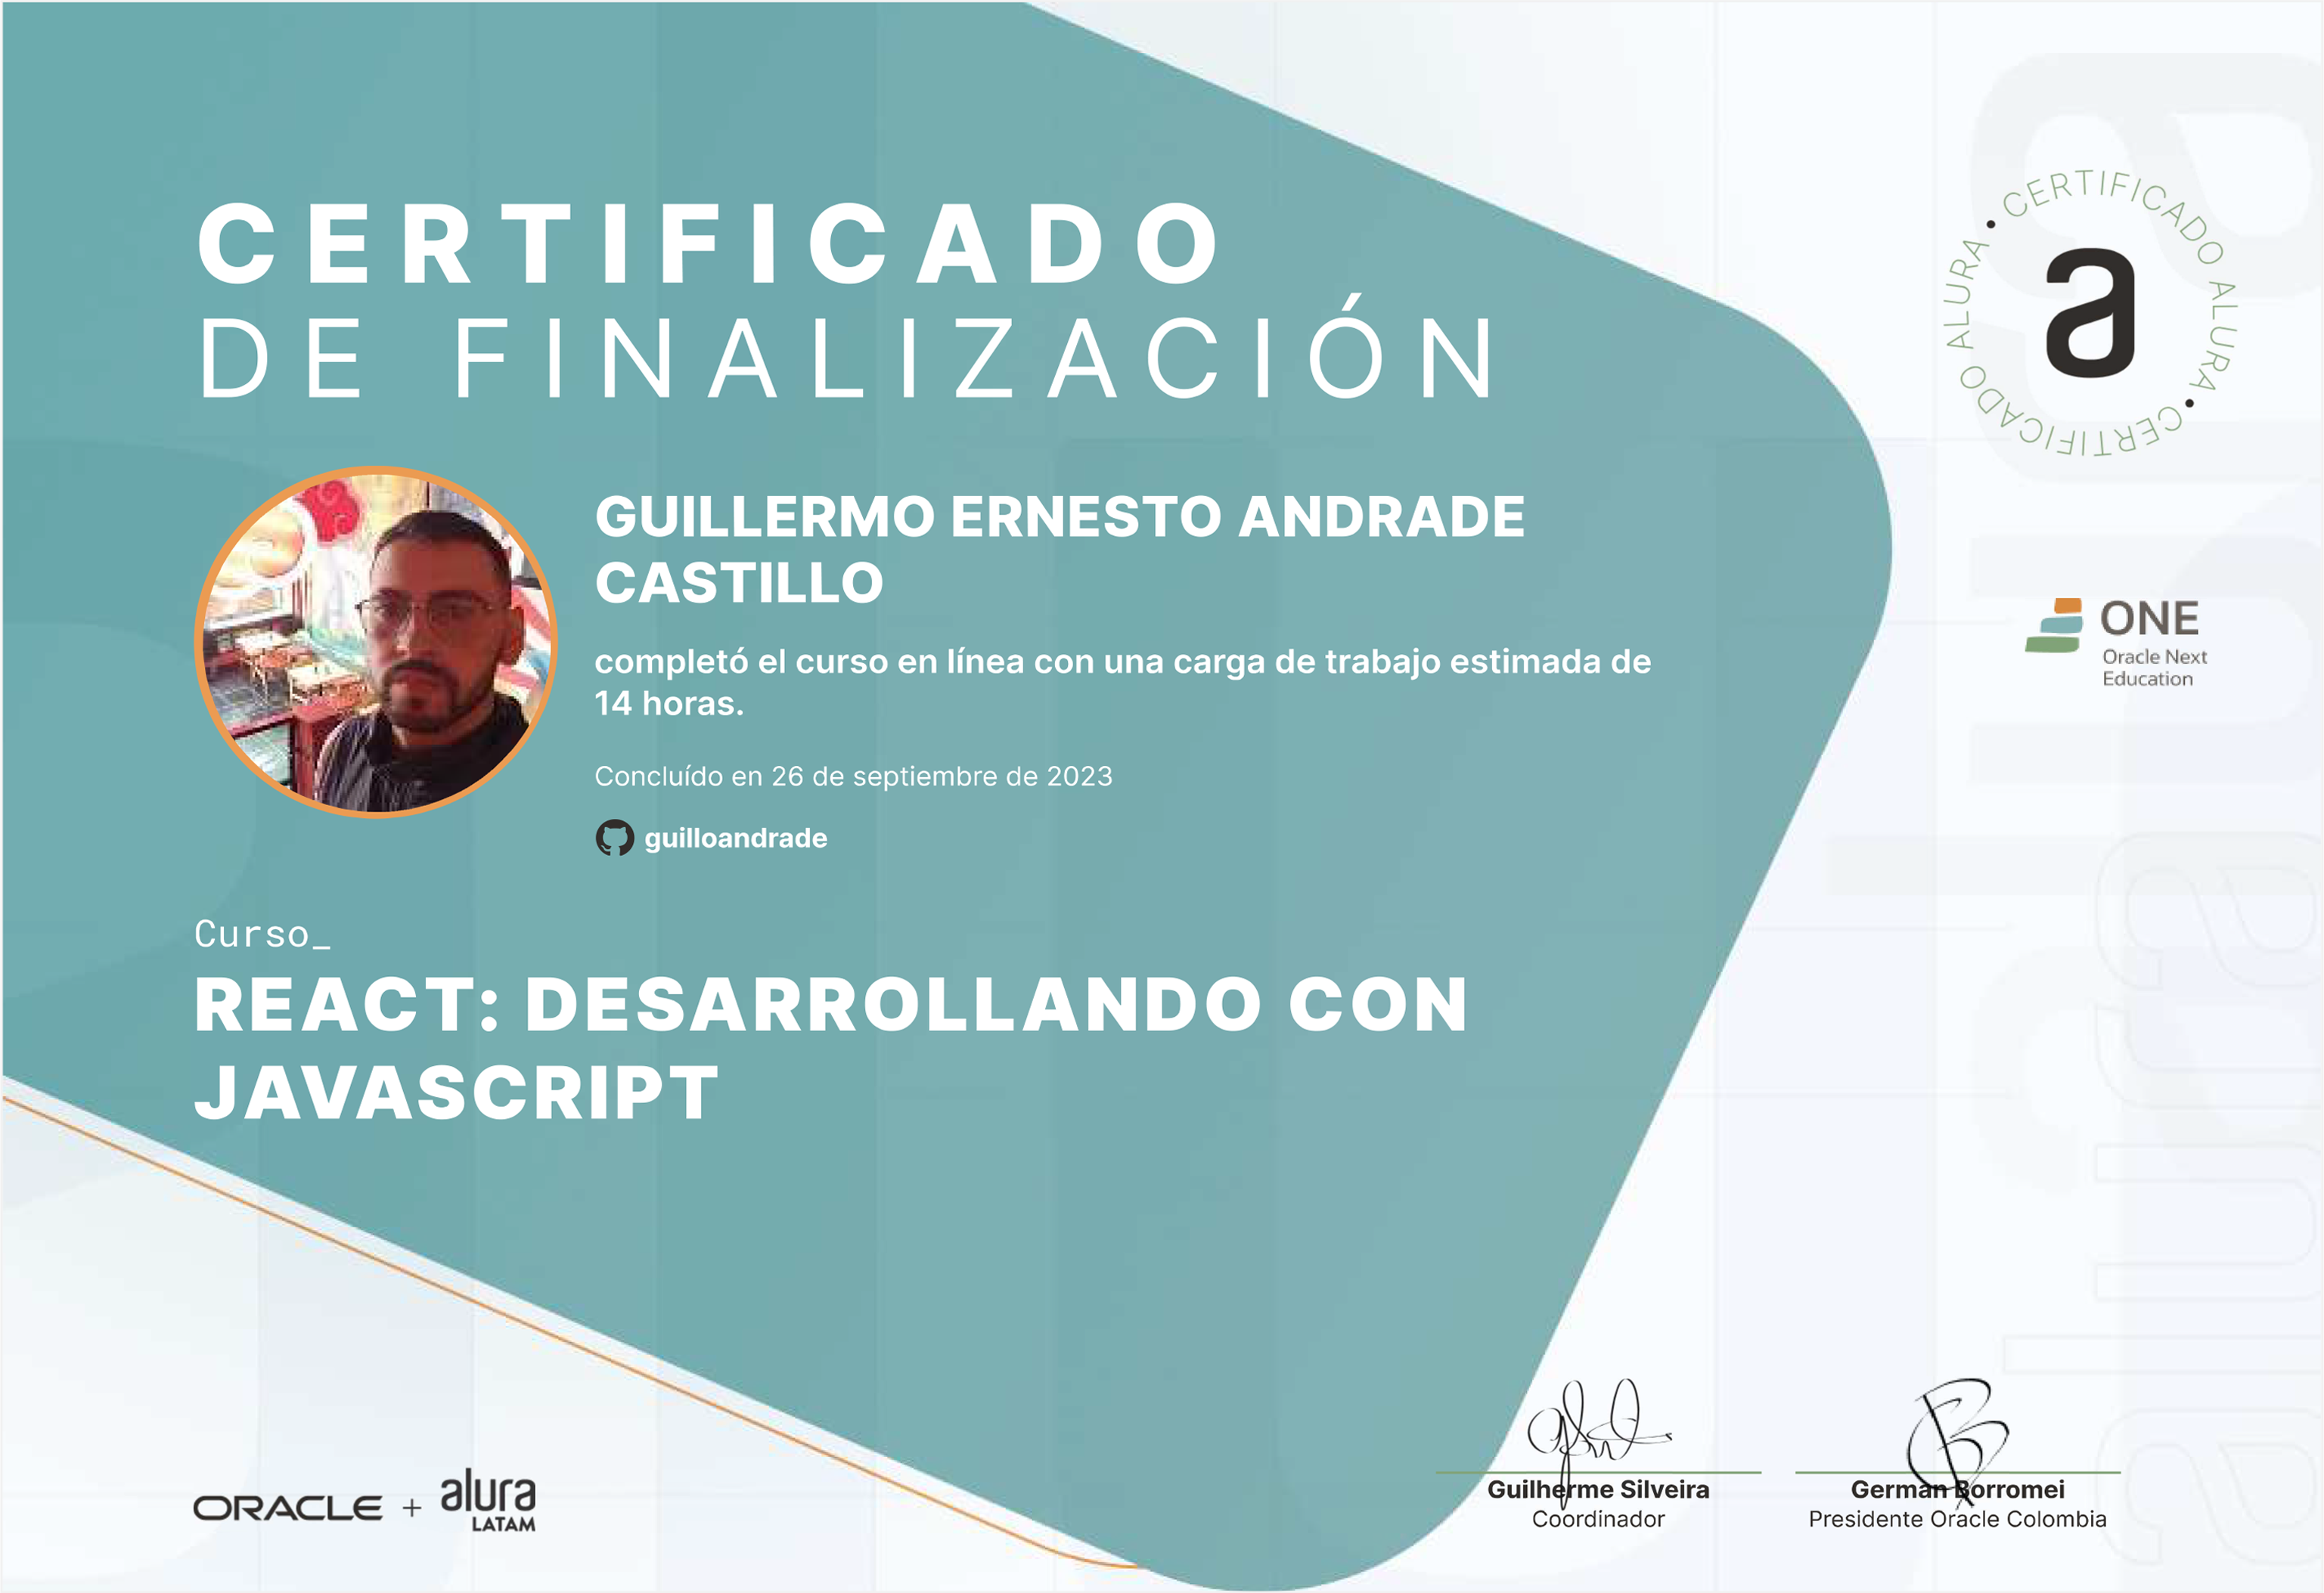 CERTIFICADO
DE FINALIZACIÓN
CERTIFICADO ALURA • CERTIFICADO ALURA •
a
GUILLERMO ERNESTO ANDRADE
CASTILLO
completó el curso en línea con una carga de trabajo estimada de
14 horas.
Concluído en 26 de septiembre de 2023
guilloandrade
ONE
Oracle Next
Education
Curso_
REACT: DESARROLLANDO CON
JAVASCRIPT
ORACLE + alura
LATAM
Guilherme Silveira
Coordinador
German Borromei
Presidente Oracle Colombia
alura
alura